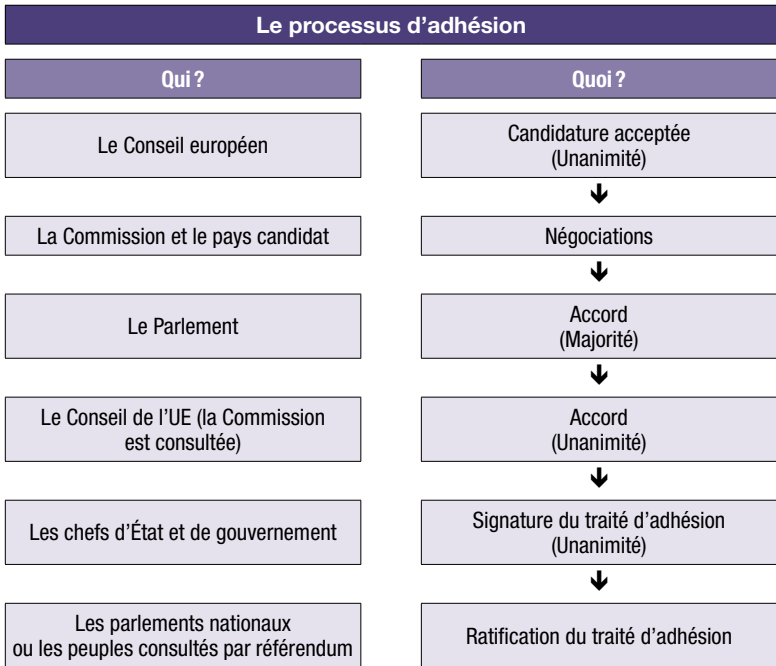 Le processus d’adhésion
Qui ?
Quoi ?
Le Conseil européen
Candidature acceptée
(Unanimité)
La Commission et le pays candidat
Négociations
Le Parlement
Accord
(Majorité)
Le Conseil de l’UE (la Commission
est consultée)
Accord
(Unanimité)
Les chefs d’État et de gouvernement
Signature du traité d’adhésion
(Unanimité)
Les parlements nationaux
ou les peuples consultés par référendum
Ratification du traité d’adhésion